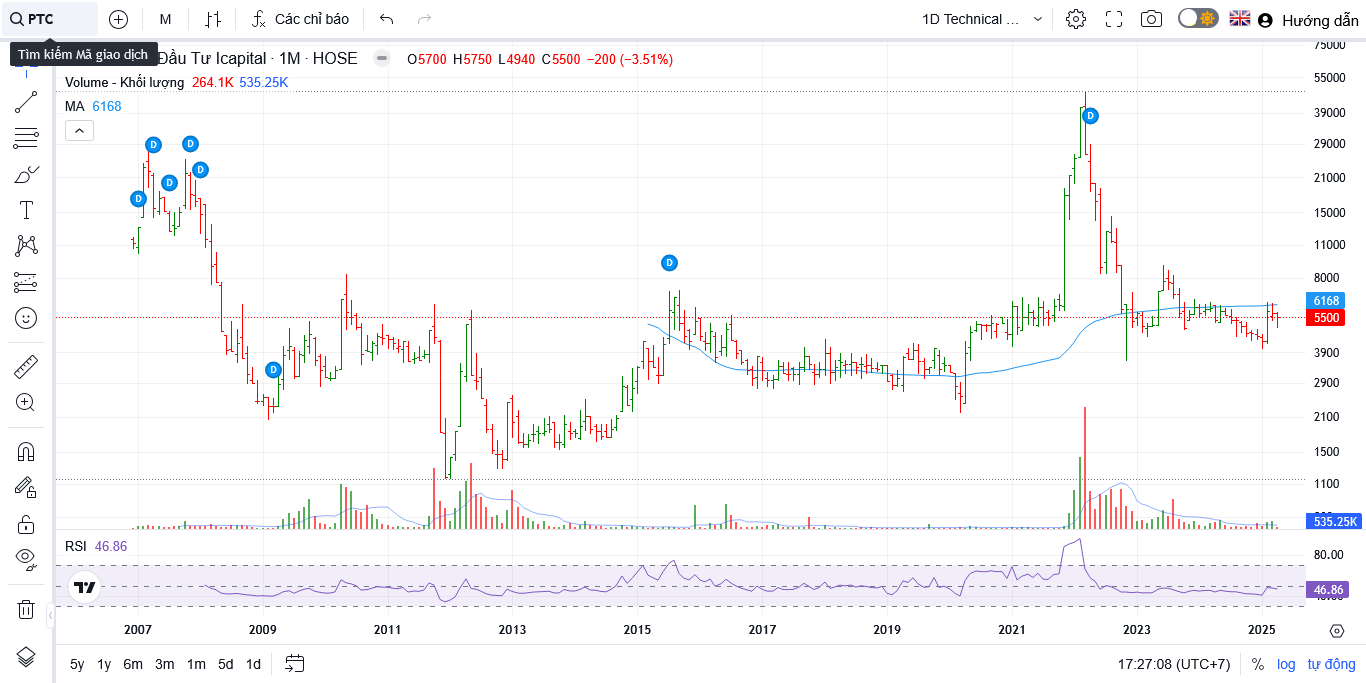 PTC
M
Các chỉ báo
1D Technical ...
Hướng dẫn
Tìm kiếm Mã giao dịch
Đầu Tư Icapital · 1M · HOSE
O5700 H5750 L4940 C5500 −200 (−3.51%)
Volume - Khối lượng 264.1K 535.25K
MA 6168
75000
55000
39000
29000
21000
15000
11000
8000
6168
5500
3900
2900
2100
1500
1100
535.25K
D
D
D
D
D
D
D
D
RSI 46.86
80.00
46.86
2007 2009 2011 2013 2015 2017 2019 2021 2023 2025
5y 1y 6m 3m 1m 5d 1d
17:27:08 (UTC+7) % log tự động